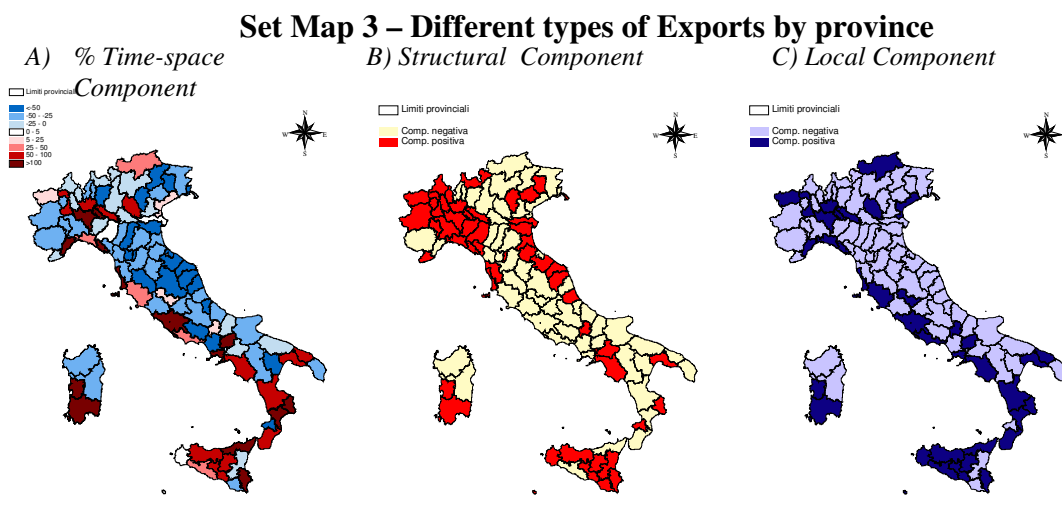 Set Map 3 – Different types of Exports by province
A) % Time-space Component
B) Structural Component
C) Local Component
Limiti provinciali
<-50
-50 - -25
-25 - 0
0 - 5
5 - 25
25 - 50
50 - 100
>100
N
W E
S
Limiti provinciali
Comp. negativa
Comp. positiva
N
W E
S
Limiti provinciali
Comp. negativa
Comp. positiva
N
W
S